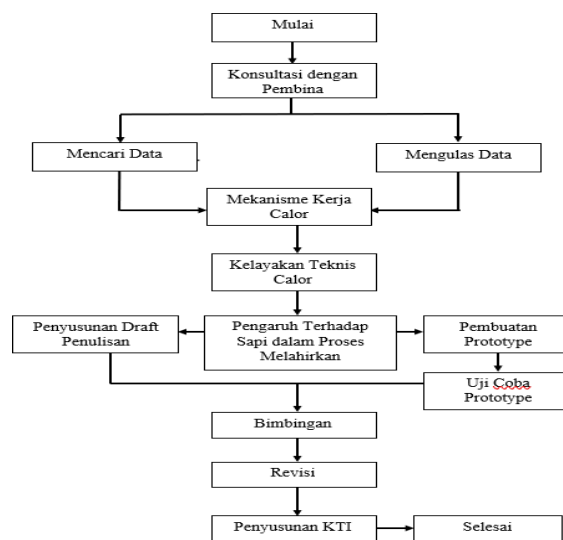 Mulai
Konsultasi dengan
Pembina
Mencari Data
Mengulas Data
Mekanisme Kerja
Calor
Kelayakan Teknis
Calor
Penyusunan Draft
Penulisan
Pengaruh Terhadap
Sapi dalam Proses
Melahirkan
Pembuatan
Prototype
Uji Coba
Prototype
Bimbingan
Revisi
Penyusunan KTI
Selesai